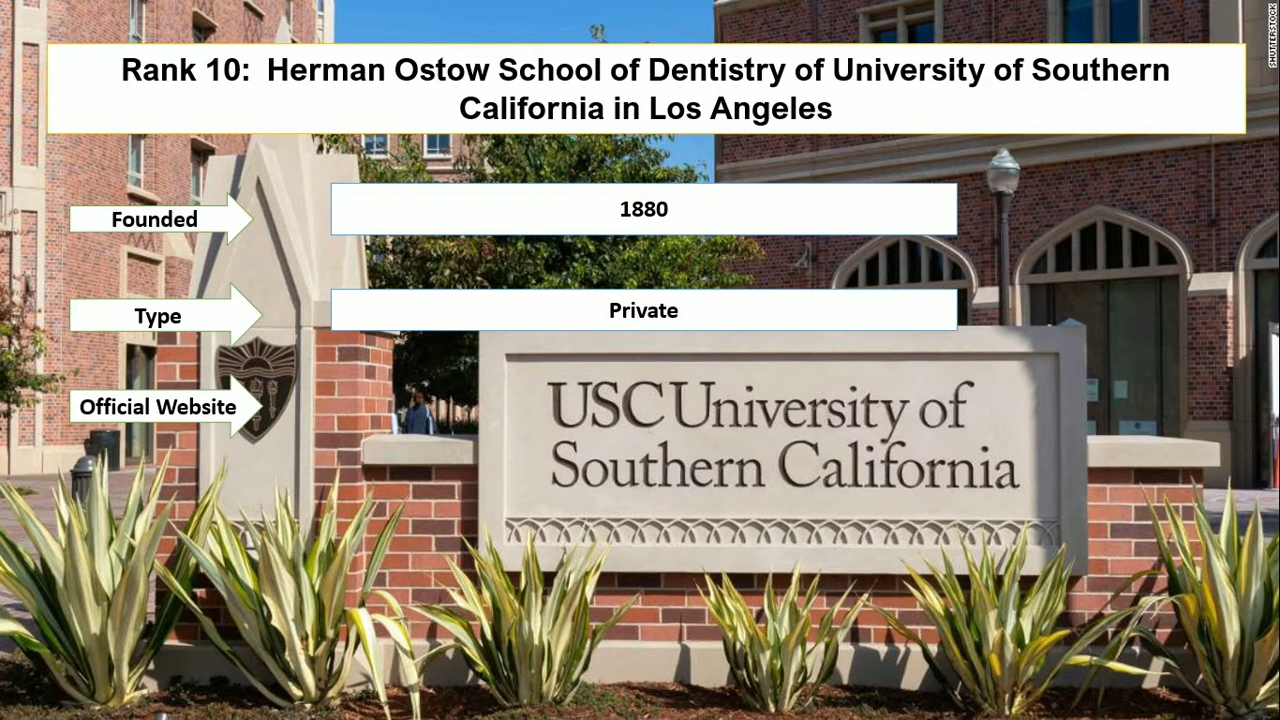 SHUTTERSTOCK
Rank 10:  Herman Ostow School of Dentistry of University of Southern
California in Los Angeles
Founded
1880
Type
Private
Official Website
USC University of
Southern California